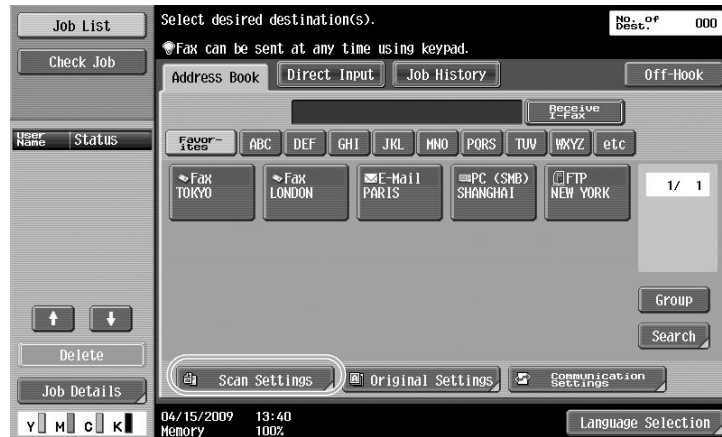 Job List
Check Job
User Name Status
Delete
Job Details
Y M C K
Select desired destination(s).
No. of Dest. 000
Fax can be sent at any time using keypad.
Address Book Direct Input Job History Off-Hook
Receive I-Fax
Favor-ites ABC DEF GHI JKL MNO PQRS TUV WXYZ etc
Fax TOKYO
Fax LONDON
E-Mail PARIS
PC (SMB) SHANGHAI
FTP NEW YORK
1/ 1
Group
Search
Scan Settings Original Settings Communication Settings
04/15/2009 13:40
Memory 100%
Language Selection